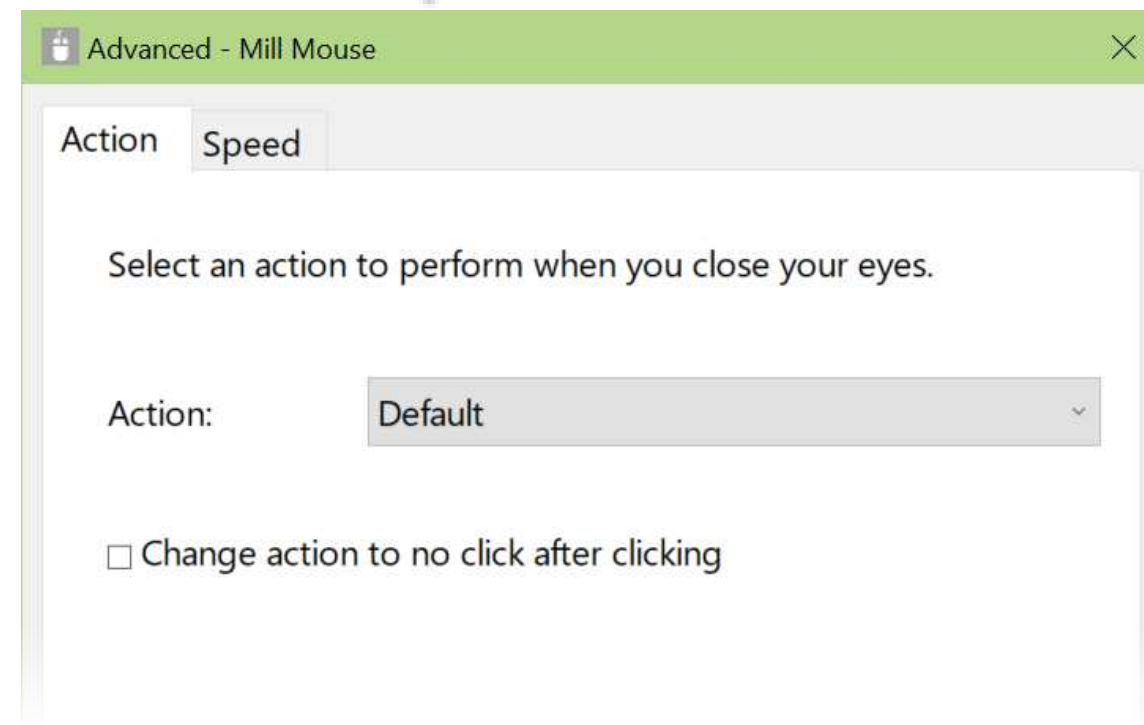 Advanced - Mill Mouse
Action Speed
Select an action to perform when you close your eyes.
Action: Default
Change action to no click after clicking